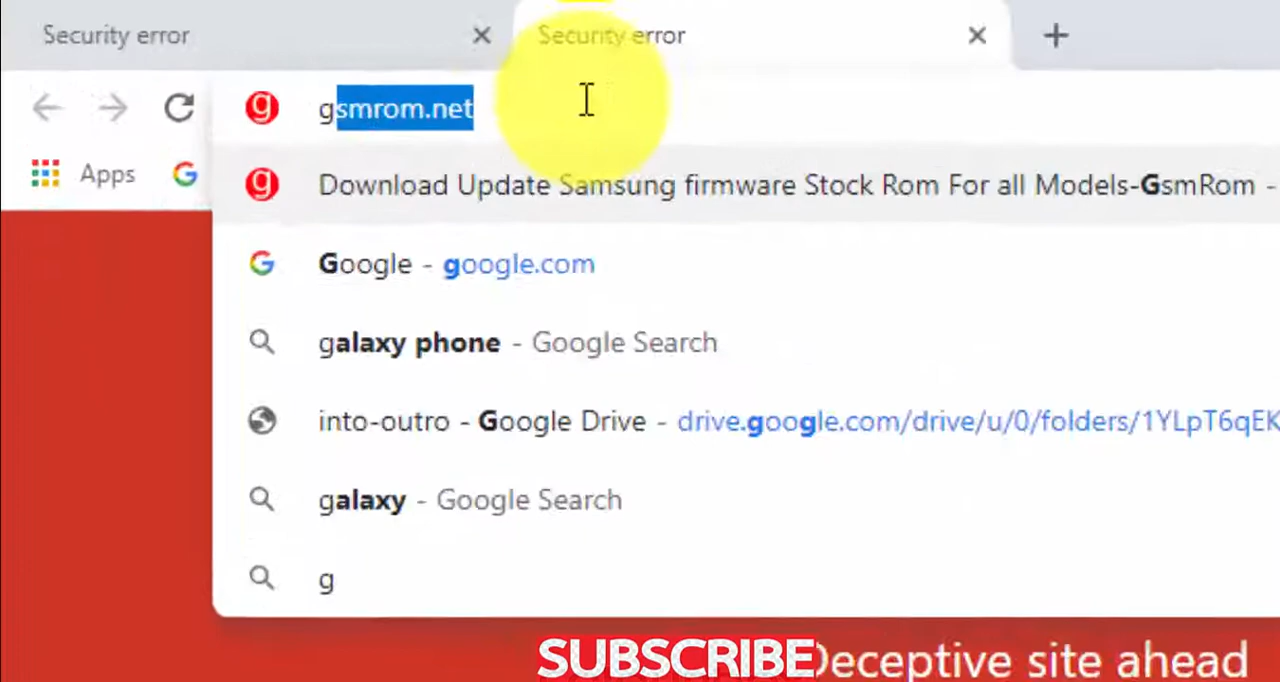 Security error
Security error
gsmrom.net
Apps
Download Update Samsung firmware Stock Rom For all Models-GsmRom -
Google - google.com
galaxy phone - Google Search
into-outro - Google Drive - drive.google.com/drive/u/0/folders/1YLpT6qEK
galaxy - Google Search
g
SUBSCRIBE
Deceptive site ahead